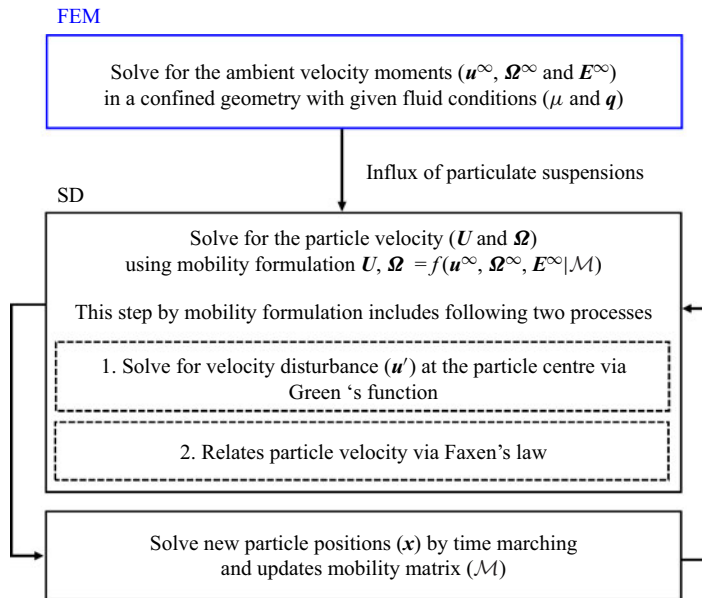 FEM
Solve for the ambient velocity moments (u∞, Ω∞ and E∞)
in a confined geometry with given fluid conditions (μ and q)
Influx of particulate suspensions
SD
Solve for the particle velocity (U and Ω)
using mobility formulation U, Ω = f(u∞, Ω∞, E∞|ℳ)
This step by mobility formulation includes following two processes
1. Solve for velocity disturbance (u′) at the particle centre via
Green ‘s function
2. Relates particle velocity via Faxen’s law
Solve new particle positions (x) by time marching
and updates mobility matrix (ℳ)